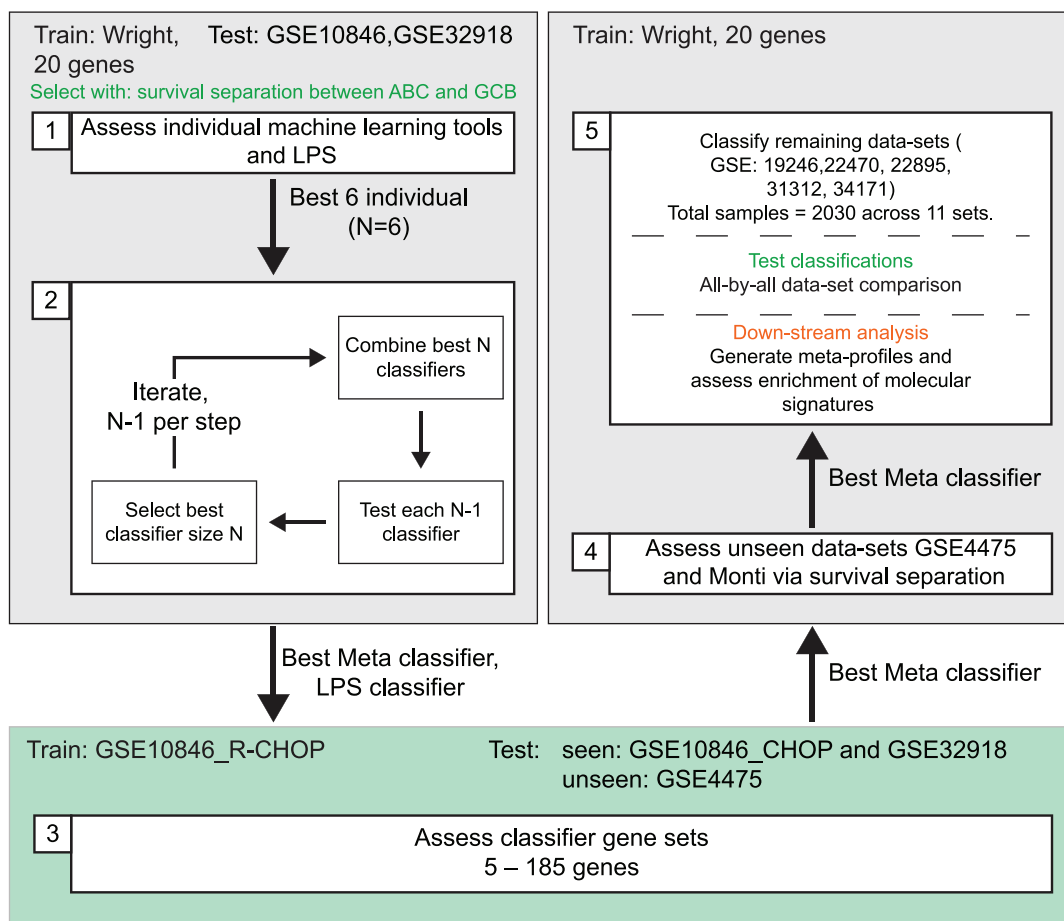 Train: Wright, Test: GSE10846,GSE32918
20 genes
Select with: survival separation between ABC and GCB
1
Assess individual machine learning tools
and LPS
Best 6 individual
(N=6)
2
Combine best N
classifiers
Iterate,
N-1 per step
Select best
classifier size N
Test each N-1
classifier
Best Meta classifier,
LPS classifier
Train: GSE10846_R-CHOP
Test: seen: GSE10846_CHOP and GSE32918
unseen: GSE4475
3
Assess classifier gene sets
5 – 185 genes
Best Meta classifier
Train: Wright, 20 genes
4
Assess unseen data-sets GSE4475
and Monti via survival separation
Best Meta classifier
5
Classify remaining data-sets (
GSE: 19246,22470, 22895,
31312, 34171)
Total samples = 2030 across 11 sets.
Test classifications
All-by-all data-set comparison
Down-stream analysis
Generate meta-profiles and
assess enrichment of molecular
signatures